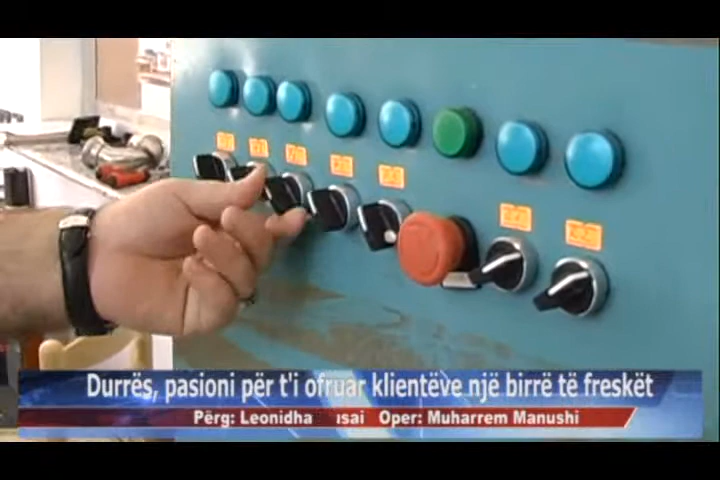 Durrës, pasioni për t'i ofruar klientëve një birrë të freskët
Përg: Leonidha Oper: Muharrem Manushi